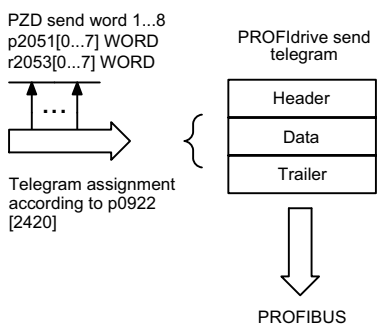 PZD send word 1...8
p2051[0...7] WORD
r2053[0...7] WORD
...
Telegram assignment
according to p0922
[2420]
PROFIdrive send
telegram
Header
Data
Trailer
PROFIBUS